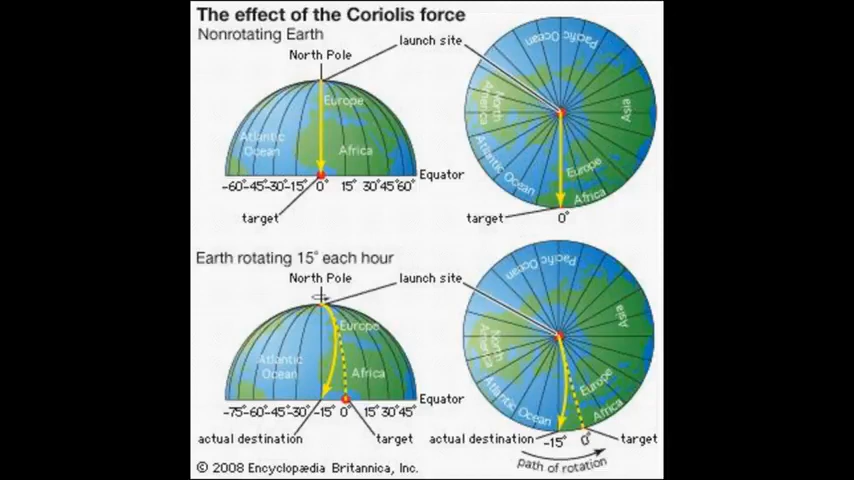 The effect of the Coriolis force
Nonrotating Earth
North Pole
launch site
Europe
Atlantic
Ocean
Africa
Equator
-60°-45°-30°-15° 0° 15° 30°45°60°
target
Pacific Ocean
North
America
Asia
Atlantic Ocean
Europe
Africa
target
0°
Earth rotating 15° each hour
North Pole
launch site
Europe
Atlantic
Ocean
Africa
Equator
-75°-60°-45°-30° -15° 0° 15° 30°45°
actual destination
target
Pacific Ocean
North
America
Asia
Atlantic Ocean
Europe
Africa
actual destination
-15° 0°
target
path of rotation
© 2008 Encyclopædia Britannica, Inc.